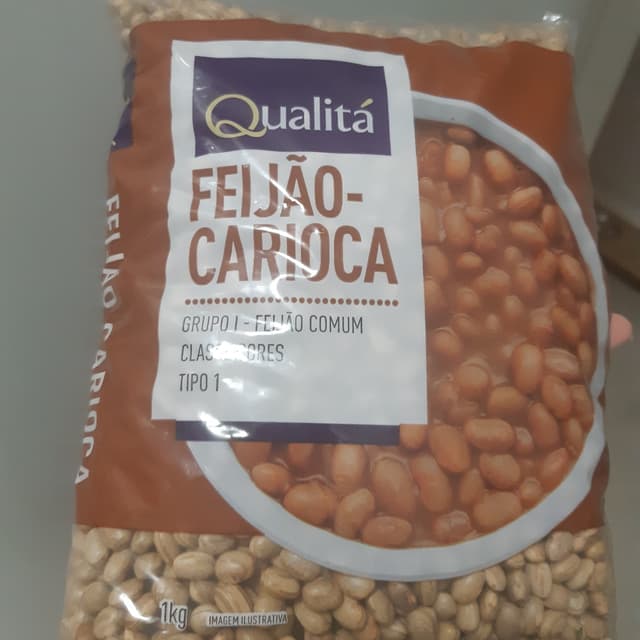 Qualitá
FEIJÃO-
CARIOCA
GRUPO I - FEIJÃO COMUM
TIPO 1
FEIJÃO CARIOCA
1kg
IMAGEM ILUSTRATIVA